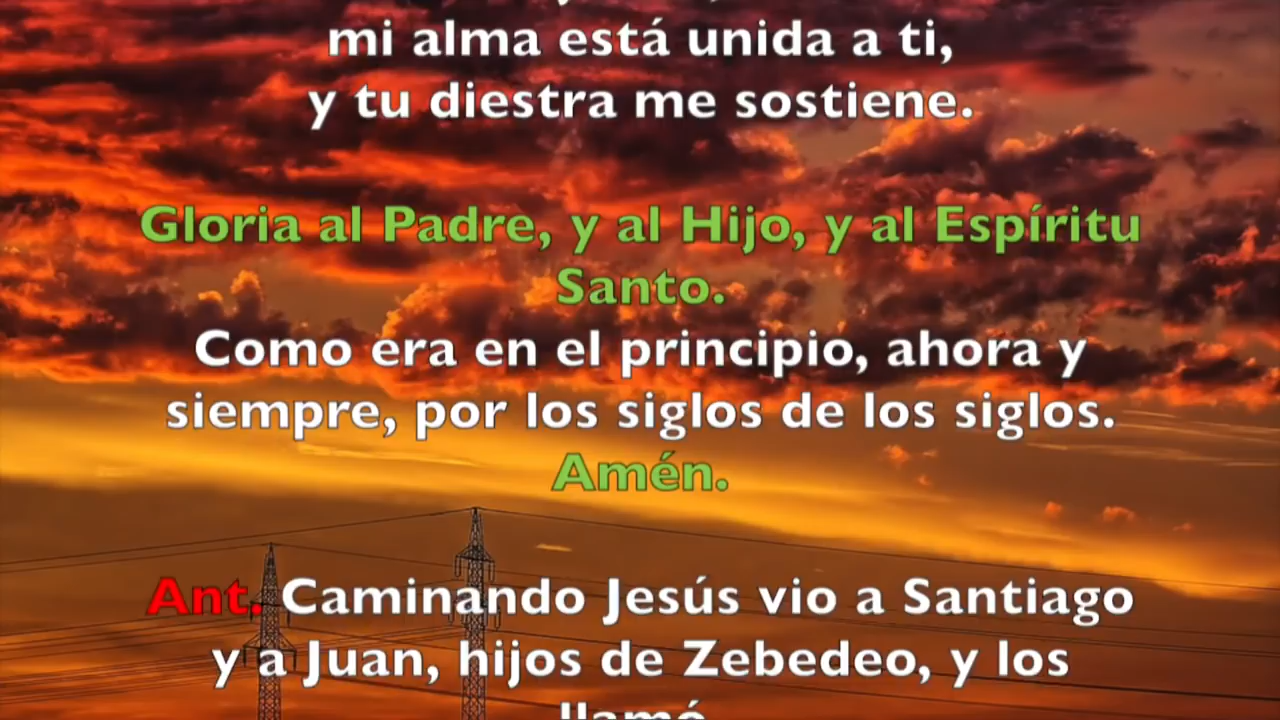 mi alma está unida a ti,
y tu diestra me sostiene.
Gloria al Padre, y al Hijo, y al Espíritu
Santo.
Como era en el principio, ahora y
siempre, por los siglos de los siglos.
Amén.
Ant. Caminando Jesús vio a Santiago
y a Juan, hijos de Zebedeo, y los
llamó